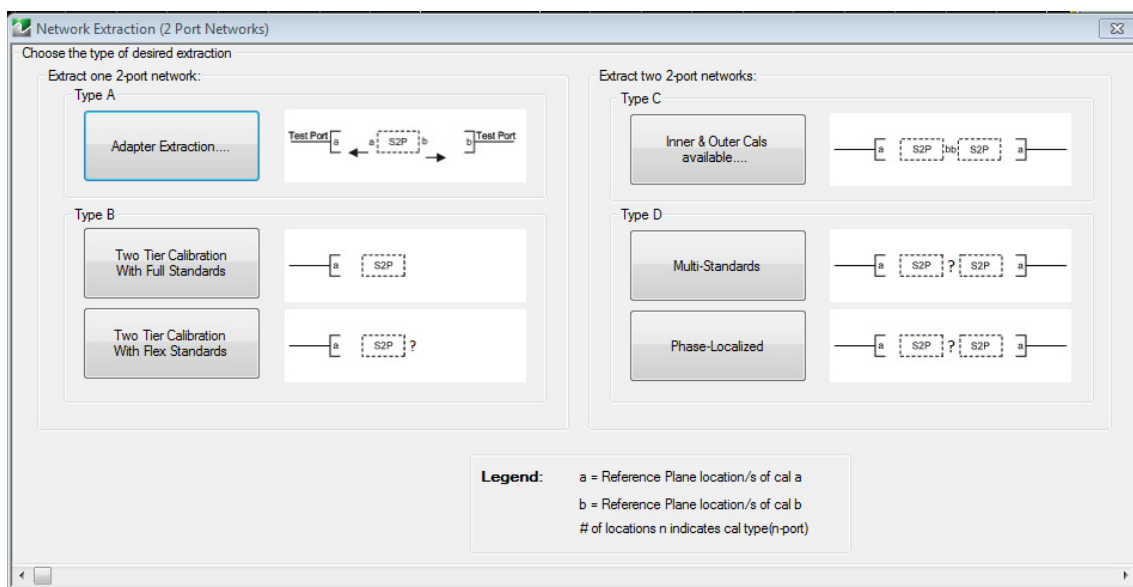 Network Extraction (2 Port Networks)
Choose the type of desired extraction
Extract one 2-port network:
Type A
Adapter Extraction....
Test Port a a S2P b b Test Port
Type B
Two Tier Calibration
With Full Standards
a S2P
Two Tier Calibration
With Flex Standards
a S2P ?
Extract two 2-port networks:
Type C
Inner & Outer Cals
available....
a S2P bb S2P a
Type D
Multi-Standards
a S2P ? S2P a
Phase-Localized
a S2P ? S2P a
Legend:
a = Reference Plane location/s of cal a
b = Reference Plane location/s of cal b
# of locations n indicates cal type(n-port)